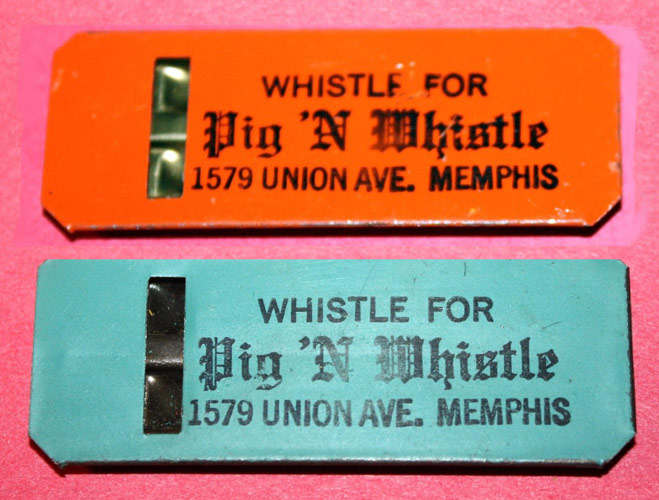 WHISTLE FOR
Pig 'N Whistle
1579 UNION AVE. MEMPHIS
WHISTLE FOR
Pig 'N Whistle
1579 UNION AVE. MEMPHIS